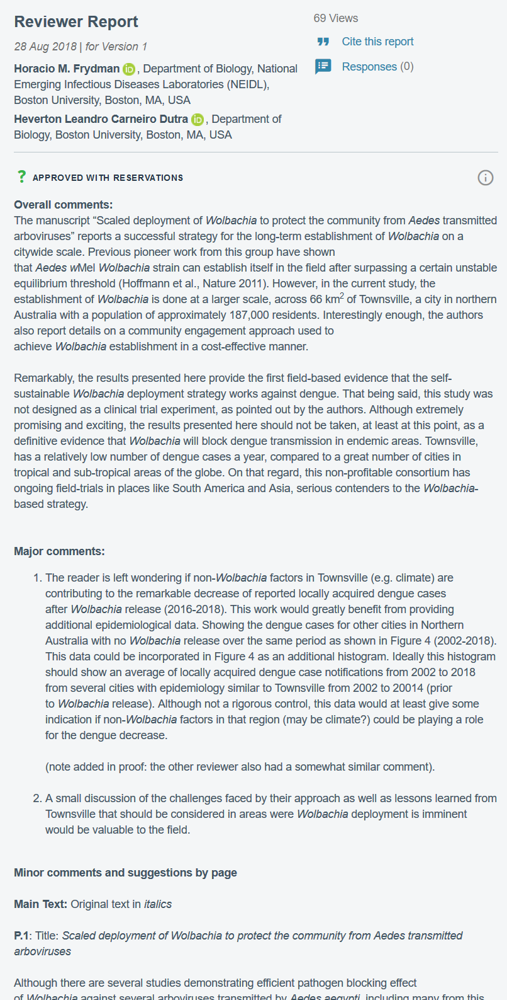 Reviewer Report
28 Aug 2018 | for Version 1
Horacio M. Frydman iD , Department of Biology, National
Emerging Infectious Diseases Laboratories (NEIDL),
Boston University, Boston, MA, USA
Heverton Leandro Carneiro Dutra iD , Department of
Biology, Boston University, Boston, MA, USA
69 Views
Cite this report
Responses (0)
? APPROVED WITH RESERVATIONS
Overall comments:
The manuscript “Scaled deployment of Wolbachia to protect the community from Aedes transmitted
arboviruses” reports a successful strategy for the long-term establishment of Wolbachia on a
citywide scale. Previous pioneer work from this group have shown
that Aedes wMel Wolbachia strain can establish itself in the field after surpassing a certain unstable
equilibrium threshold (Hoffmann et al., Nature 2011). However, in the current study, the
establishment of Wolbachia is done at a larger scale, across 66 km2 of Townsville, a city in northern
Australia with a population of approximately 187,000 residents. Interestingly enough, the authors
also report details on a community engagement approach used to
achieve Wolbachia establishment in a cost-effective manner.
Remarkably, the results presented here provide the first field-based evidence that the self-
sustainable Wolbachia deployment strategy works against dengue. That being said, this study was
not designed as a clinical trial experiment, as pointed out by the authors. Although extremely
promising and exciting, the results presented here should not be taken, at least at this point, as a
definitive evidence that Wolbachia will block dengue transmission in endemic areas. Townsville,
has a relatively low number of dengue cases a year, compared to a great number of cities in
tropical and sub-tropical areas of the globe. On that regard, this non-profitable consortium has
ongoing field-trials in places like South America and Asia, serious contenders to the Wolbachia-
based strategy.
Major comments:
1. The reader is left wondering if non-Wolbachia factors in Townsville (e.g. climate) are
contributing to the remarkable decrease of reported locally acquired dengue cases
after Wolbachia release (2016-2018). This work would greatly benefit from providing
additional epidemiological data. Showing the dengue cases for other cities in Northern
Australia with no Wolbachia release over the same period as shown in Figure 4 (2002-2018).
This data could be incorporated in Figure 4 as an additional histogram. Ideally this histogram
should show an average of locally acquired dengue case notifications from 2002 to 2018
from several cities with epidemiology similar to Townsville from 2002 to 20014 (prior
to Wolbachia release). Although not a rigorous control, this data would at least give some
indication if non-Wolbachia factors in that region (may be climate?) could be playing a role
for the dengue decrease.
(note added in proof: the other reviewer also had a somewhat similar comment).
2. A small discussion of the challenges faced by their approach as well as lessons learned from
Townsville that should be considered in areas were Wolbachia deployment is imminent
would be valuable to the field.
Minor comments and suggestions by page
Main Text: Original text in italics
P.1: Title: Scaled deployment of Wolbachia to protect the community from Aedes transmitted
arboviruses
Although there are several studies demonstrating efficient pathogen blocking effect
of Wolbachia against several arboviruses transmitted by Aedes aegypti, including many from this